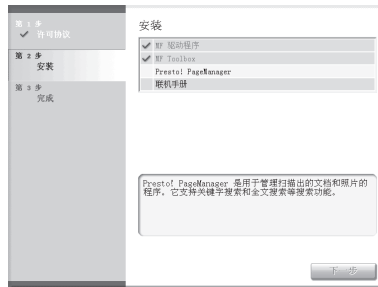 第 1 步
许可协议
第 2 步
安装
第 3 步
完成
安装
MF 驱动程序
MF Toolbox
Presto! PageManager
联机手册
Presto! PageManager 是用于管理扫描出的文档和照片的
程序。它支持关键字搜索和全文搜索等搜索功能。
下一步